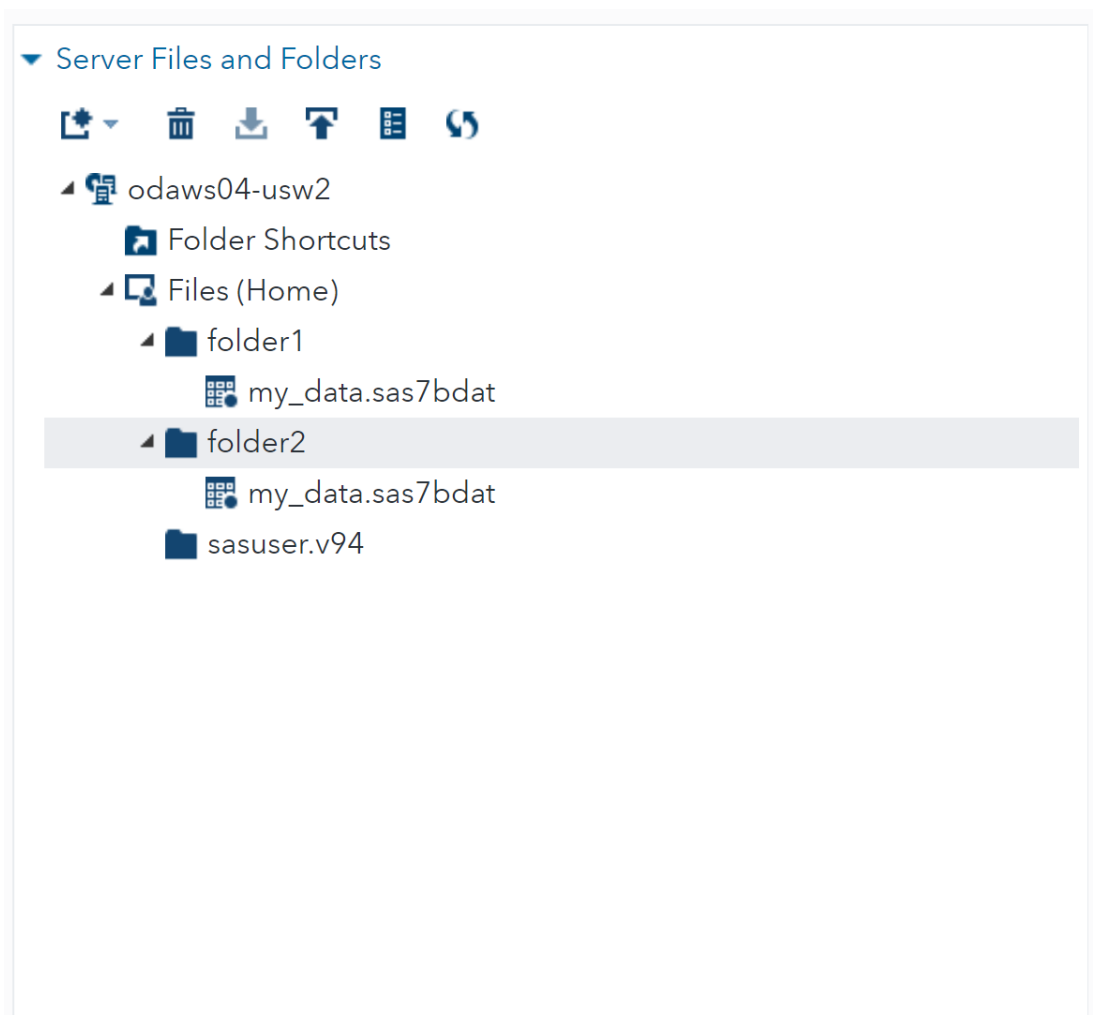 Server Files and Folders
odaws04-usw2
Folder Shortcuts
Files (Home)
folder1
my_data.sas7bdat
folder2
my_data.sas7bdat
sasuser.v94